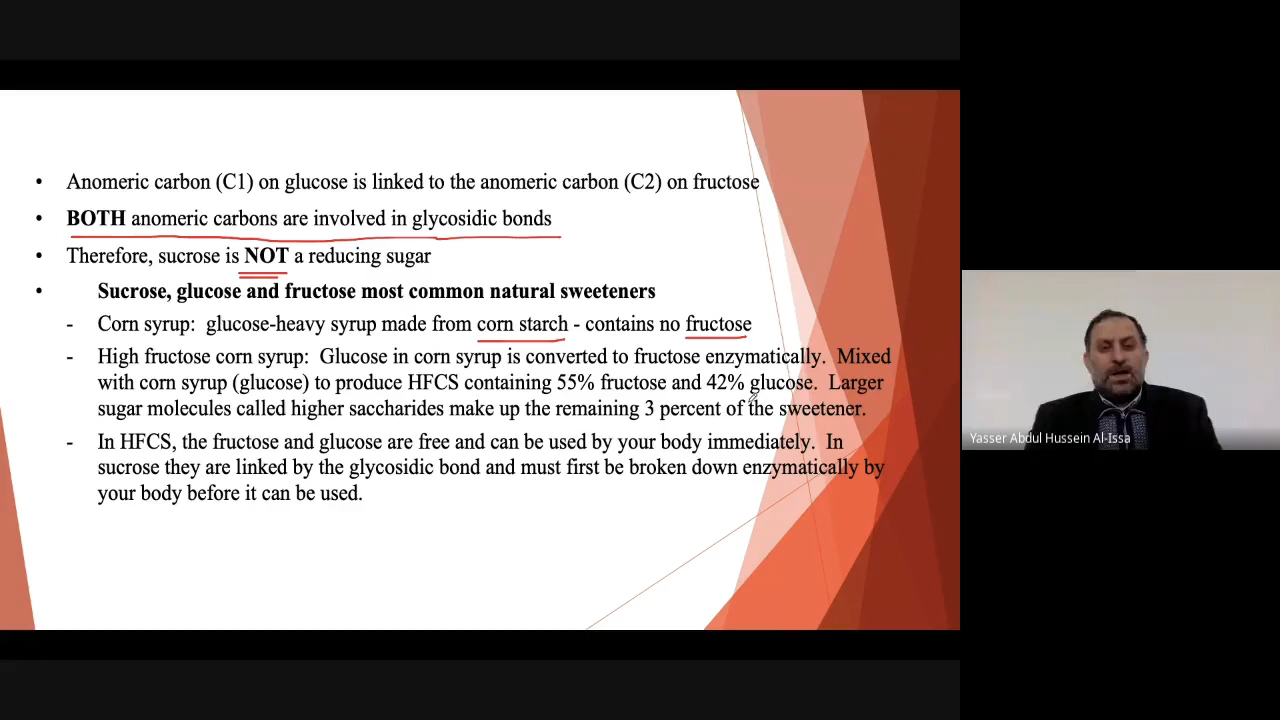 • Anomeric carbon (C1) on glucose is linked to the anomeric carbon (C2) on fructose
• BOTH anomeric carbons are involved in glycosidic bonds
• Therefore, sucrose is NOT a reducing sugar
• Sucrose, glucose and fructose most common natural sweeteners
- Corn syrup: glucose-heavy syrup made from corn starch - contains no fructose
- High fructose corn syrup: Glucose in corn syrup is converted to fructose enzymatically. Mixed
with corn syrup (glucose) to produce HFCS containing 55% fructose and 42% glucose. Larger
sugar molecules called higher saccharides make up the remaining 3 percent of the sweetener.
- In HFCS, the fructose and glucose are free and can be used by your body immediately. In
sucrose they are linked by the glycosidic bond and must first be broken down enzymatically by
your body before it can be used.
Yasser Abdul Hussein Al-Issa